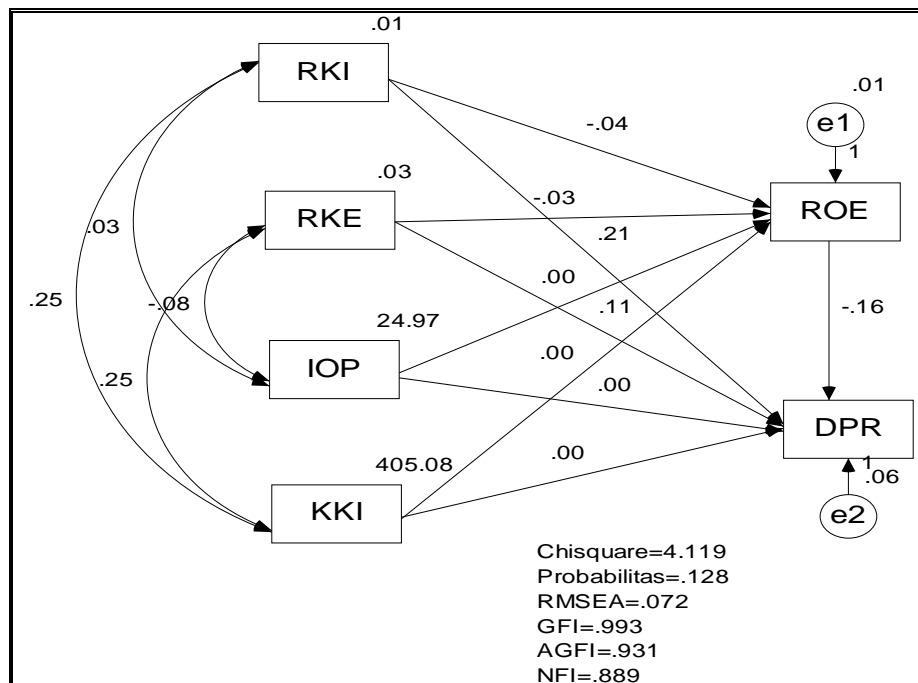 .01
RKI
.01
e1
-.04
1
.03
RKE
-.03
ROE
.03
.21
.00
.25
-.08
.11
-.16
24.97
IOP
.00
.00
.25
DPR
405.08
.00
1
.06
KKI
e2
Chisquare=4.119
Probabilitas=.128
RMSEA=.072
GFI=.993
AGFI=.931
NFI=.889